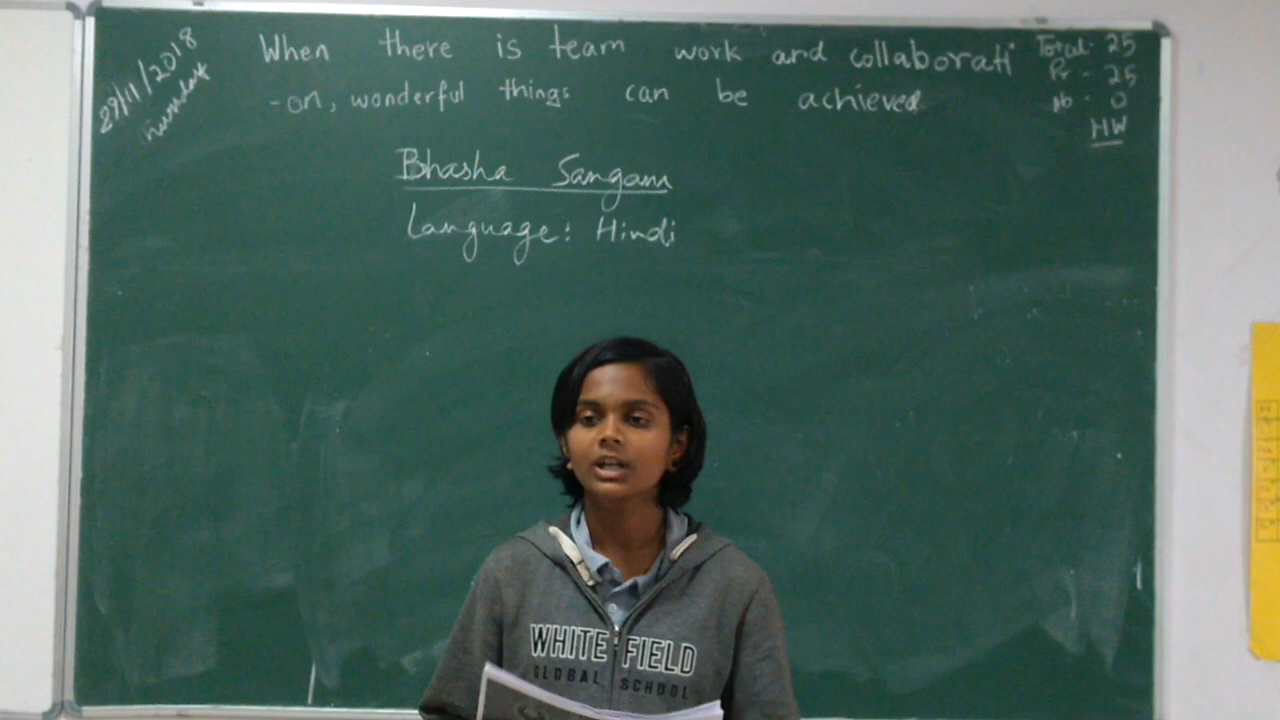 29/11/2018
When there is team work and collaborati
-on, wonderful things can be achieved
Total- 25
Pr - 25
Ab - 0
HW
Bhasha Sangam
Language: Hindi
WHITE FIELD
GLOBAL SCHOOL